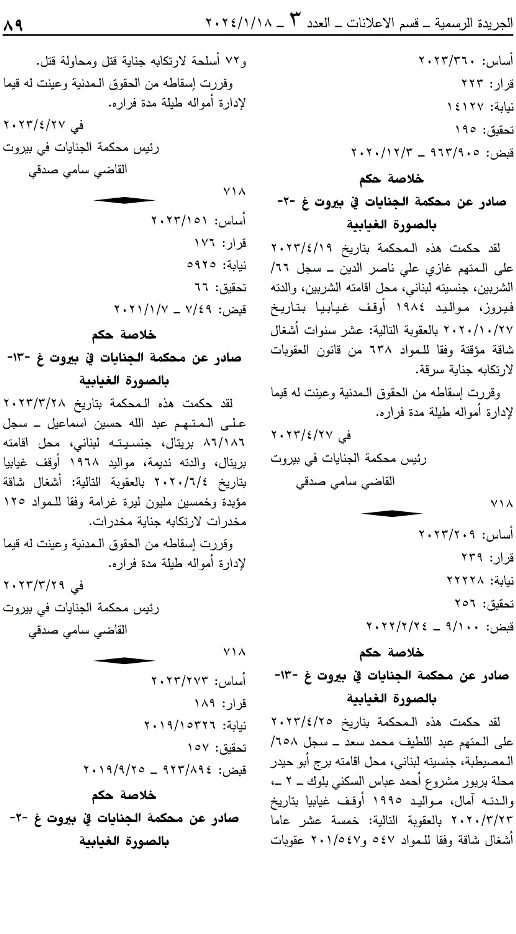 الجريدة الرسمية ــ قسم الاعلانات ــ العدد ٣ ــ ٢٠٢٤/١/١٨
٨٩
أساس: ٢٠٢٣/٣٦٠
قرار: ٢٢٣
نيابة: ١٤١٢٧
تحقيق: ١٩٥
قبض: ٩٦٣/٩٠٥ ــ ٢٠٢٠/١٢/٣
خلاصة حكم
صادر عن محكمة الجنايات في بيروت غ -٢-
بالصورة الغيابية
لقد حكمت هذه المحكمة بتاريخ ٢٠٢٣/٤/١٩
على المتهم غازي علي ناصر الدين ــ سجل ٦٦/
الشربين، جنسيته لبناني، محل اقامته الشربين، والدته
فيروز، مواليد ١٩٨٤ أوقف غيابيا بتاريخ
٢٠٢٠/١٠/٢٧ بالعقوبة التالية: عشر سنوات أشغال
شاقة مؤقتة وفقا للمواد ٦٣٨ من قانون العقوبات
لارتكابه جناية سرقة.
وقررت إسقاطه من الحقوق المدنية وعينت له قيما
لإدارة أمواله طيلة مدة فراره.
في ٢٠٢٣/٤/٢٧
رئيس محكمة الجنايات في بيروت
القاضي سامي صدقي
٧١٨
أساس: ٢٠٢٣/٢٠٩
قرار: ٢٣٩
نيابة: ٢٢٢٢٨
تحقيق: ٢٥٦
قبض: ٩/١٠٠ ــ ٢٠٢٢/٢/٢٤
خلاصة حكم
صادر عن محكمة الجنايات في بيروت غ -١٣-
بالصورة الغيابية
لقد حكمت هذه المحكمة بتاريخ ٢٠٢٣/٤/٢٥
على المتهم عبد اللطيف محمد سعد ــ سجل ٦٥٨/
المصيطبة، جنسيته لبناني، محل اقامته برج أبو حيدر
محلة بربور مشروع أحمد عباس السكني بلوك ــ ٢ ــ،
والدته آمال، مواليد ١٩٩٥ أوقف غيابيا بتاريخ
٢٠٢٠/٣/٢٣ بالعقوبة التالية: خمسة عشر عاما
أشغال شاقة وفقا للمواد ٥٤٧ و٢٠١/٥٤٧ عقوبات
و٧٢ أسلحة لارتكابه جناية قتل ومحاولة قتل.
وقررت إسقاطه من الحقوق المدنية وعينت له قيما
لإدارة أمواله طيلة مدة فراره.
في ٢٠٢٣/٤/٢٧
رئيس محكمة الجنايات في بيروت
القاضي سامي صدقي
٧١٨
أساس: ٢٠٢٣/١٥١
قرار: ١٧٦
نيابة: ٥٩٢٥
تحقيق: ٦٦
قبض: ٧/٤٩ ــ ٢٠٢١/١/٧
خلاصة حكم
صادر عن محكمة الجنايات في بيروت غ -١٣-
بالصورة الغيابية
لقد حكمت هذه المحكمة بتاريخ ٢٠٢٣/٣/٢٨
على المتهم عبد الله حسين اسماعيل ــ سجل
٨٦/١٨٦ بريتال، جنسيته لبناني، محل اقامته
بريتال، والدته نديمة، مواليد ١٩٦٨ أوقف غيابيا
بتاريخ ٢٠٢٠/٦/٤ بالعقوبة التالية: أشغال شاقة
مؤبدة وخمسين مليون ليرة غرامة وفقا للمواد ١٢٥
مخدرات لارتكابه جناية مخدرات.
وقررت إسقاطه من الحقوق المدنية وعينت له قيما
لإدارة أمواله طيلة مدة فراره.
في ٢٠٢٣/٣/٢٩
رئيس محكمة الجنايات في بيروت
القاضي سامي صدقي
٧١٨
أساس: ٢٠٢٣/٢٧٣
قرار: ١٨٩
نيابة: ٢٠١٩/١٥٣٢٦
تحقيق: ١٥٧
قبض: ٩٢٣/٨٩٤ ــ ٢٠١٩/٩/٢٥
خلاصة حكم
صادر عن محكمة الجنايات في بيروت غ -٢-
بالصورة الغيابية